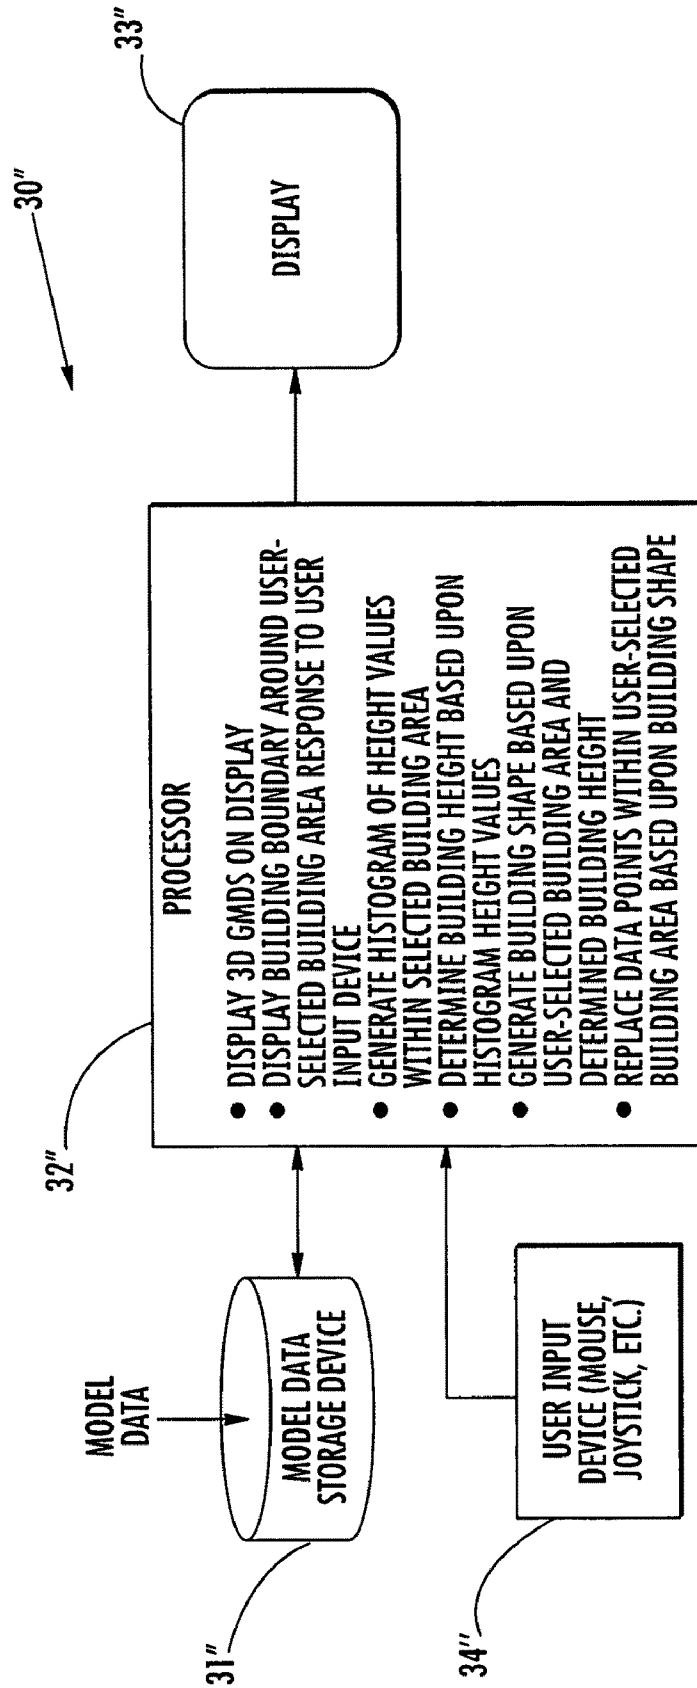 30"
32"
33"
PROCESSOR
● DISPLAY 3D GMDS ON DISPLAY
● DISPLAY BUILDING BOUNDARY AROUND USER-
SELECTED BUILDING AREA RESPONSE TO USER
INPUT DEVICE
● GENERATE HISTOGRAM OF HEIGHT VALUES
WITHIN SELECTED BUILDING AREA
● DETERMINE BUILDING HEIGHT BASED UPON
HISTOGRAM HEIGHT VALUES
● GENERATE BUILDING SHAPE BASED UPON
USER-SELECTED BUILDING AREA AND
DETERMINED BUILDING HEIGHT
● REPLACE DATA POINTS WITHIN USER-SELECTED
BUILDING AREA BASED UPON BUILDING SHAPE
DISPLAY
MODEL
DATA
MODEL DATA
STORAGE DEVICE
31"
USER INPUT
DEVICE (MOUSE,
JOYSTICK, ETC.)
34"